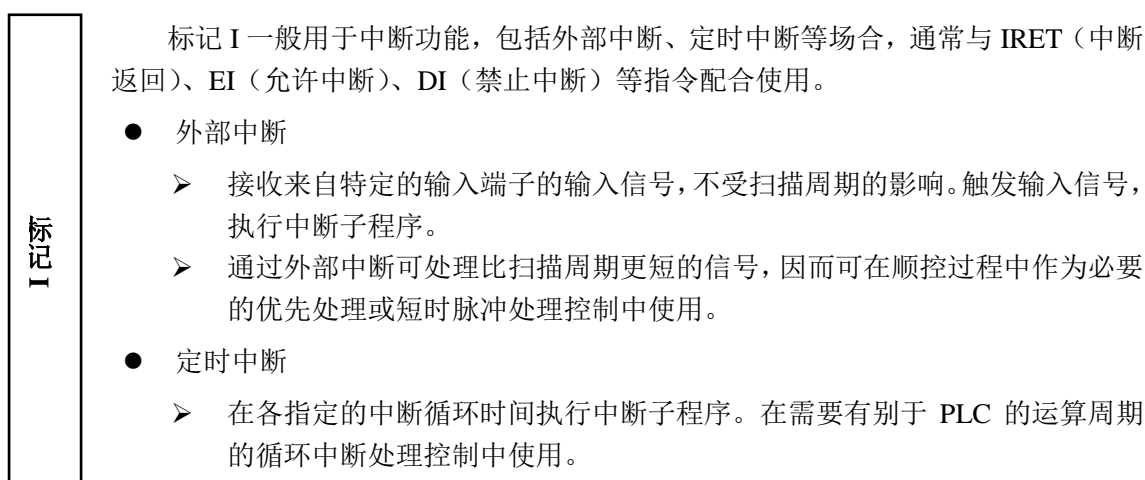 标记 I
标记 I 一般用于中断功能，包括外部中断、定时中断等场合，通常与 IRET（中断
返回）、EI（允许中断）、DI（禁止中断）等指令配合使用。
● 外部中断
➢ 接收来自特定的输入端子的输入信号，不受扫描周期的影响。触发输入信号，
执行中断子程序。
➢ 通过外部中断可处理比扫描周期更短的信号，因而可在顺控过程中作为必要
的优先处理或短时脉冲处理控制中使用。
● 定时中断
➢ 在各指定的中断循环时间执行中断子程序。在需要有别于 PLC 的运算周期
的循环中断处理控制中使用。